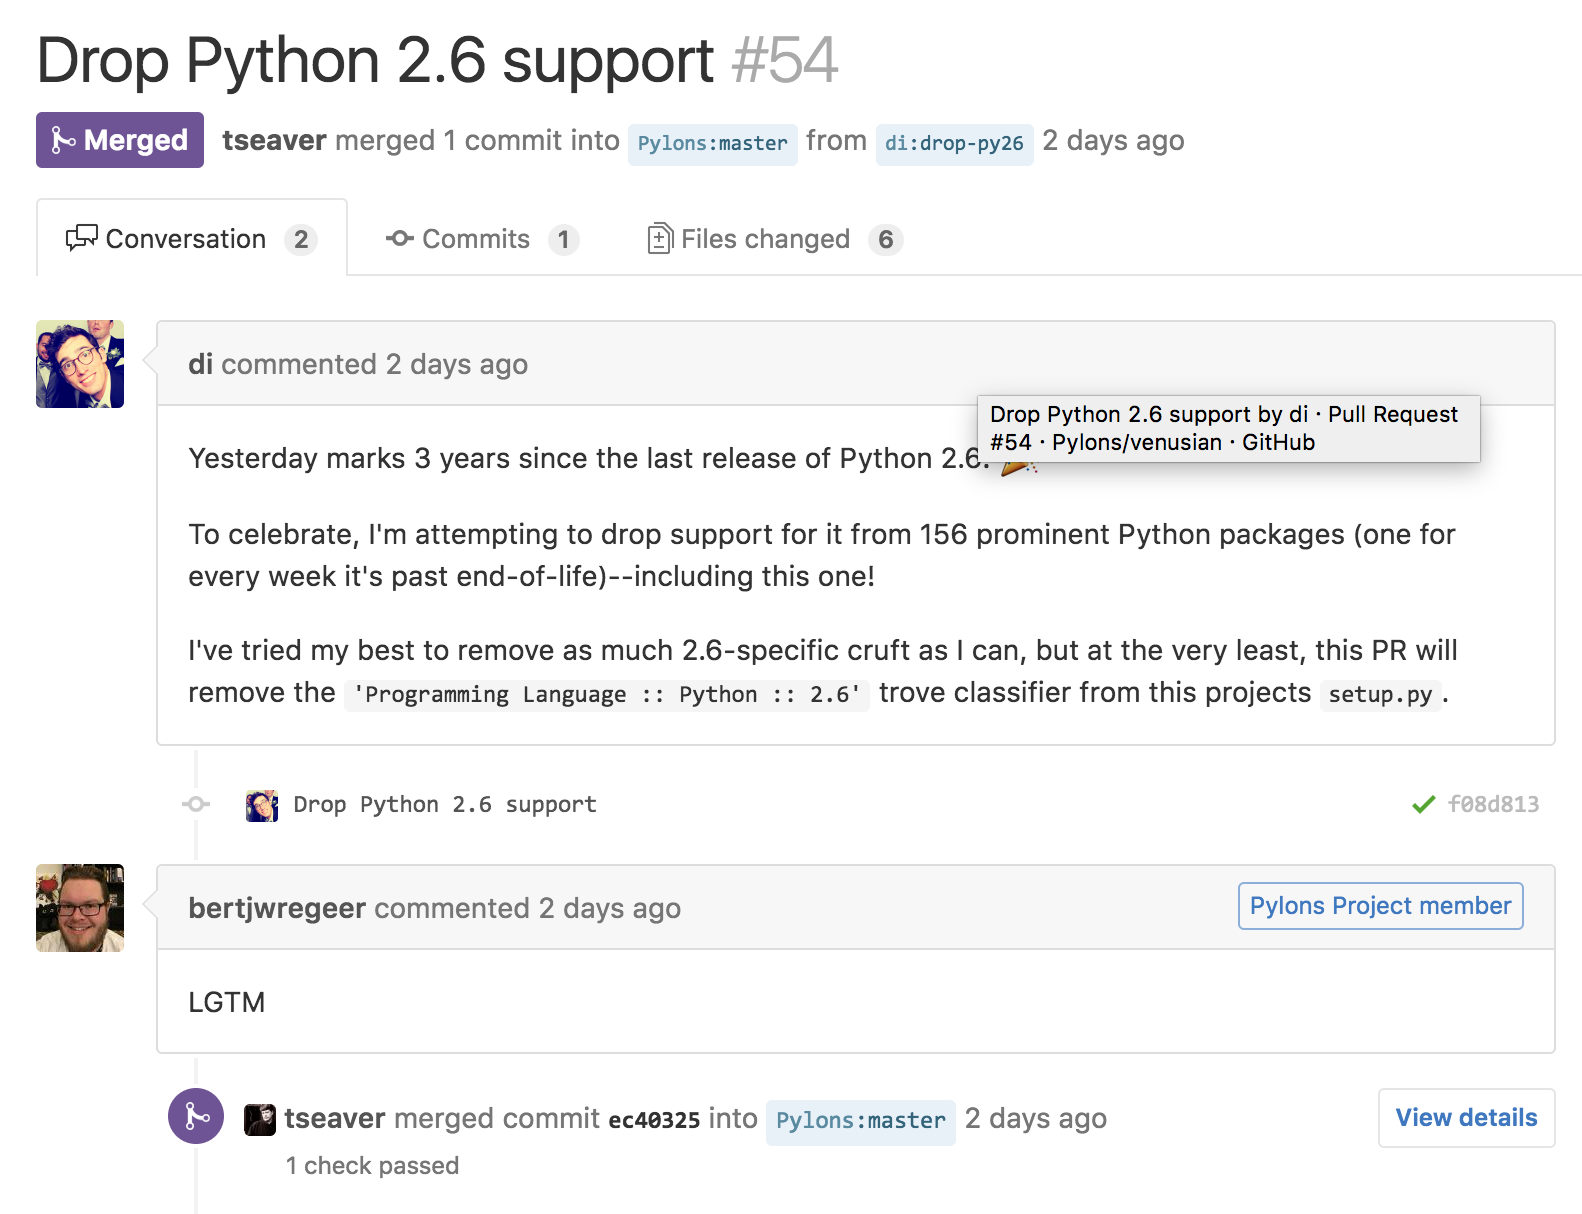 Drop Python 2.6 support #54
Merged tseaver merged 1 commit into Pylons:master from di:drop-py26 2 days ago
Conversation 2 Commits 1 Files changed 6
di commented 2 days ago
Drop Python 2.6 support by di · Pull Request
#54 · Pylons/venusian · GitHub
Yesterday marks 3 years since the last release of Python 2.6.
To celebrate, I'm attempting to drop support for it from 156 prominent Python packages (one for
every week it's past end-of-life)--including this one!
I've tried my best to remove as much 2.6-specific cruft as I can, but at the very least, this PR will
remove the 'Programming Language :: Python :: 2.6' trove classifier from this projects setup.py.
Drop Python 2.6 support f08d813
bertjwregeer commented 2 days ago Pylons Project member
LGTM
tseaver merged commit ec40325 into Pylons:master 2 days ago View details
1 check passed